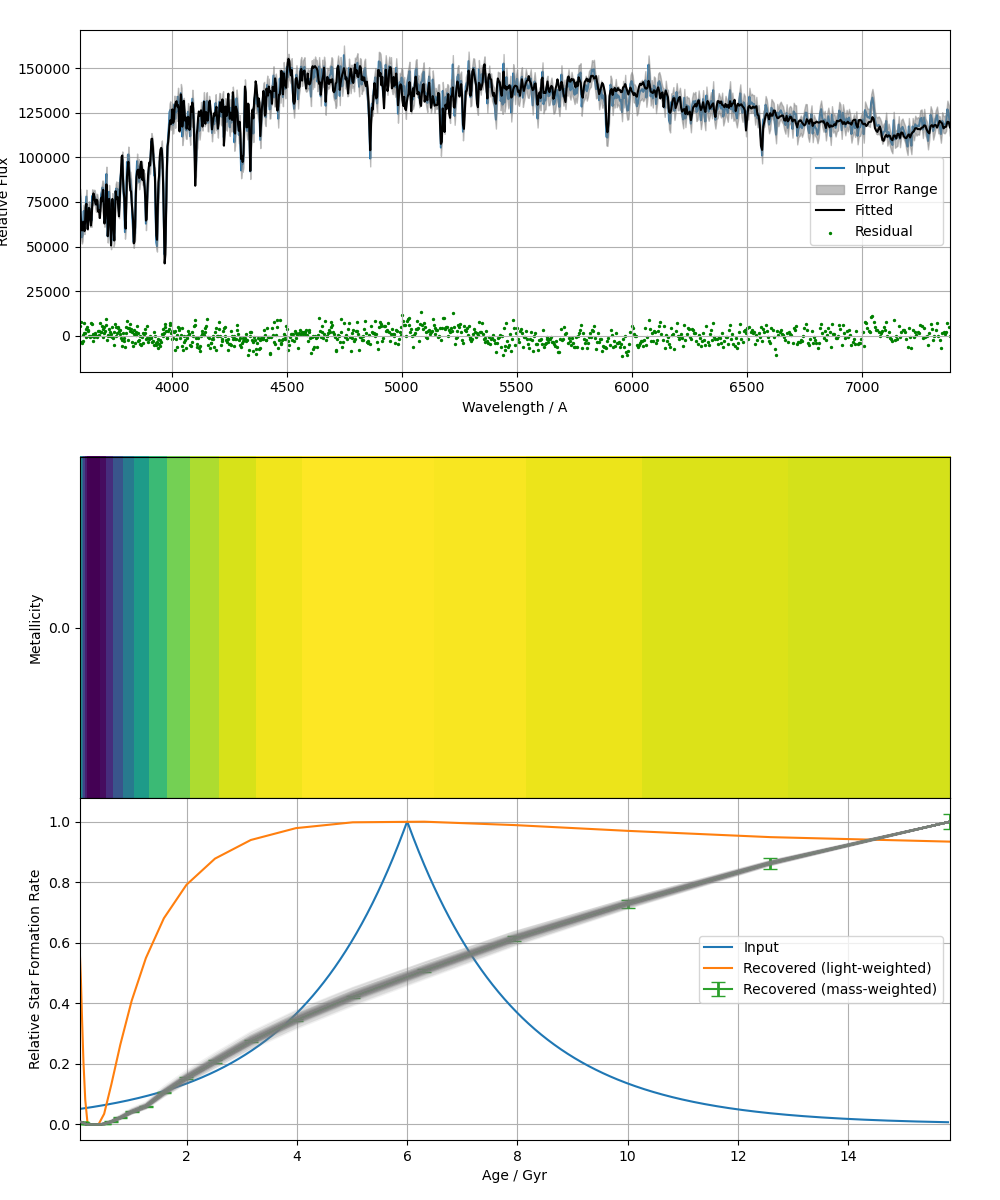 150000
125000
100000
75000
50000
25000
0
Relative Flux
Input
Error Range
Fitted
Residual
4000 4500 5000 5500 6000 6500 7000
Wavelength / A
Metallicity
0.0
1.0
0.8
0.6
0.4
0.2
0.0
Relative Star Formation Rate
Input
Recovered (light-weighted)
Recovered (mass-weighted)
2 4 6 8 10 12 14
Age / Gyr